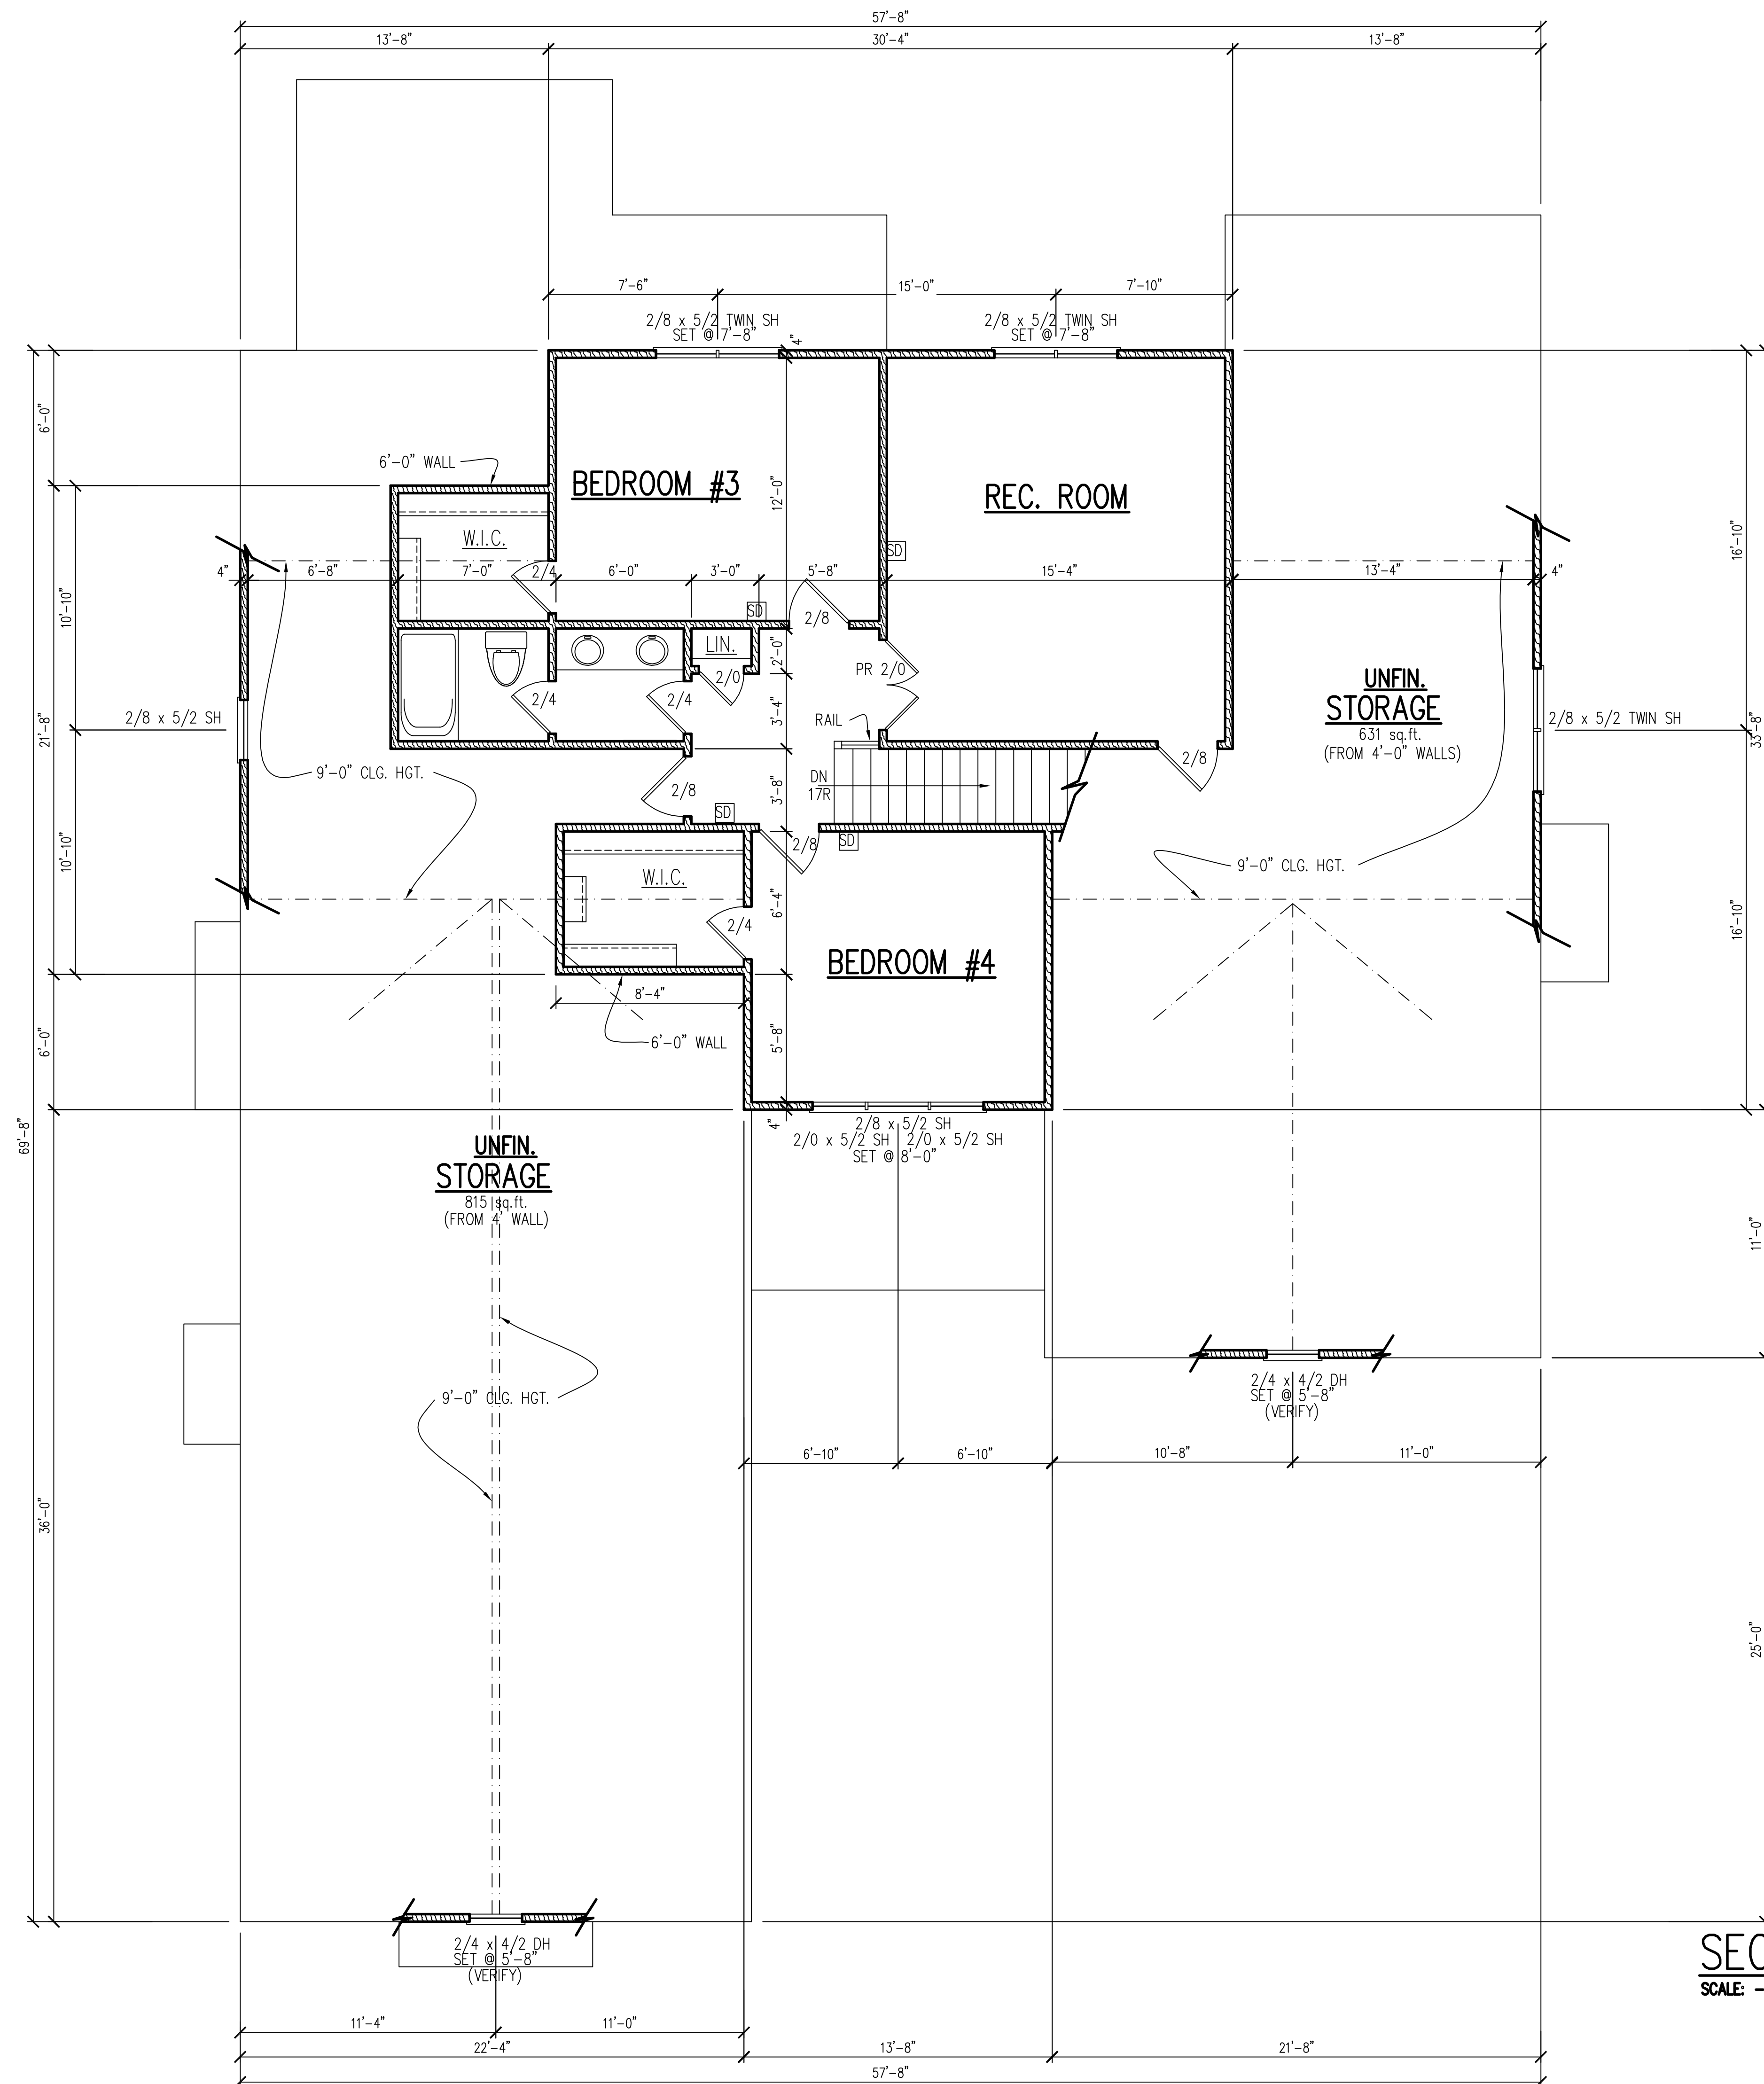 57'-8"
13'-8" 30'-4" 13'-8"
7'-6" 15'-0" 7'-10"
2/8 x 5/2 TWIN SH
SET @ 7'-8"
4"
2/8 x 5/2 TWIN SH
SET @ 7'-8"
6'-0"
6'-0" WALL
BEDROOM #3
12'-0"
REC. ROOM
16'-10"
W.I.C.
SD
4" 6'-8" 7'-0" 2/4 6'-0" 3'-0" 5'-8" 15'-4" 13'-4" 4"
10'-10"
SD
2/8
LIN.
2'-0"
PR 2/0
2/0
2/4
2/4
UNFIN.
STORAGE
631 sq.ft.
(FROM 4'-0" WALLS)
2/8 x 5/2 SH
3'-4"
RAIL
2/8 x 5/2 TWIN SH
33'-8"
21'-8"
9'-0" CLG. HGT.
2/8
3'-8"
DN
17R
2/8
SD
2/8
SD
10'-10"
W.I.C.
9'-0" CLG. HGT.
6'-4"
2/4
16'-10"
BEDROOM #4
8'-4"
6'-0"
6'-0" WALL
5'-8"
4"
2/8 x 5/2 SH
2/0 x 5/2 SH 2/0 x 5/2 SH
SET @ 8'-0"
69'-8"
UNFIN.
STORAGE
815 sq.ft.
(FROM 4' WALL)
11'-0"
9'-0" CLG. HGT.
2/4 x 4/2 DH
SET @ 5'-8"
(VERIFY)
6'-10" 6'-10" 10'-8" 11'-0"
36'-0"
25'-0"
2/4 x 4/2 DH
SET @ 5'-8"
(VERIFY)
SEC
SCALE: -
11'-4" 11'-0"
22'-4" 13'-8" 21'-8"
57'-8"